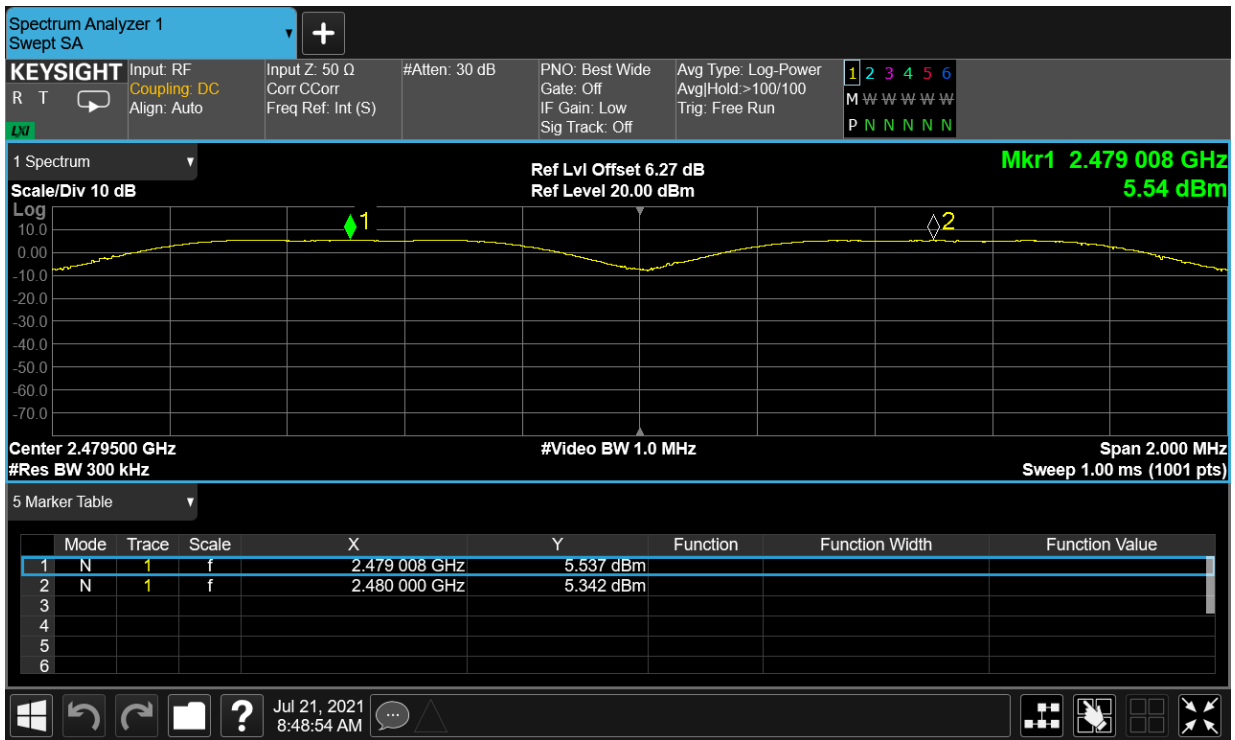 Spectrum Analyzer 1
Swept SA
+
KEYSIGHT
R T
LXI
Input: RF
Coupling: DC
Align: Auto
Input Z: 50 Ω
Corr CCorr
Freq Ref: Int (S)
#Atten: 30 dB
PNO: Best Wide
Gate: Off
IF Gain: Low
Sig Track: Off
Avg Type: Log-Power
Avg|Hold:>100/100
Trig: Free Run
1 2 3 4 5 6
M W W W W W
P N N N N N
1 Spectrum
Scale/Div 10 dB
Ref Lvl Offset 6.27 dB
Ref Level 20.00 dBm
Mkr1 2.479 008 GHz
5.54 dBm
Log
10.0
0.00
-10.0
-20.0
-30.0
-40.0
-50.0
-60.0
-70.0
1
2
Center 2.479500 GHz
#Res BW 300 kHz
#Video BW 1.0 MHz
Span 2.000 MHz
Sweep 1.00 ms (1001 pts)
5 Marker Table
Mode Trace Scale X Y Function Function Width Function Value
1 N 1 f 2.479 008 GHz 5.537 dBm
2 N 1 f 2.480 000 GHz 5.342 dBm
3
4
5
6
?
Jul 21, 2021
8:48:54 AM